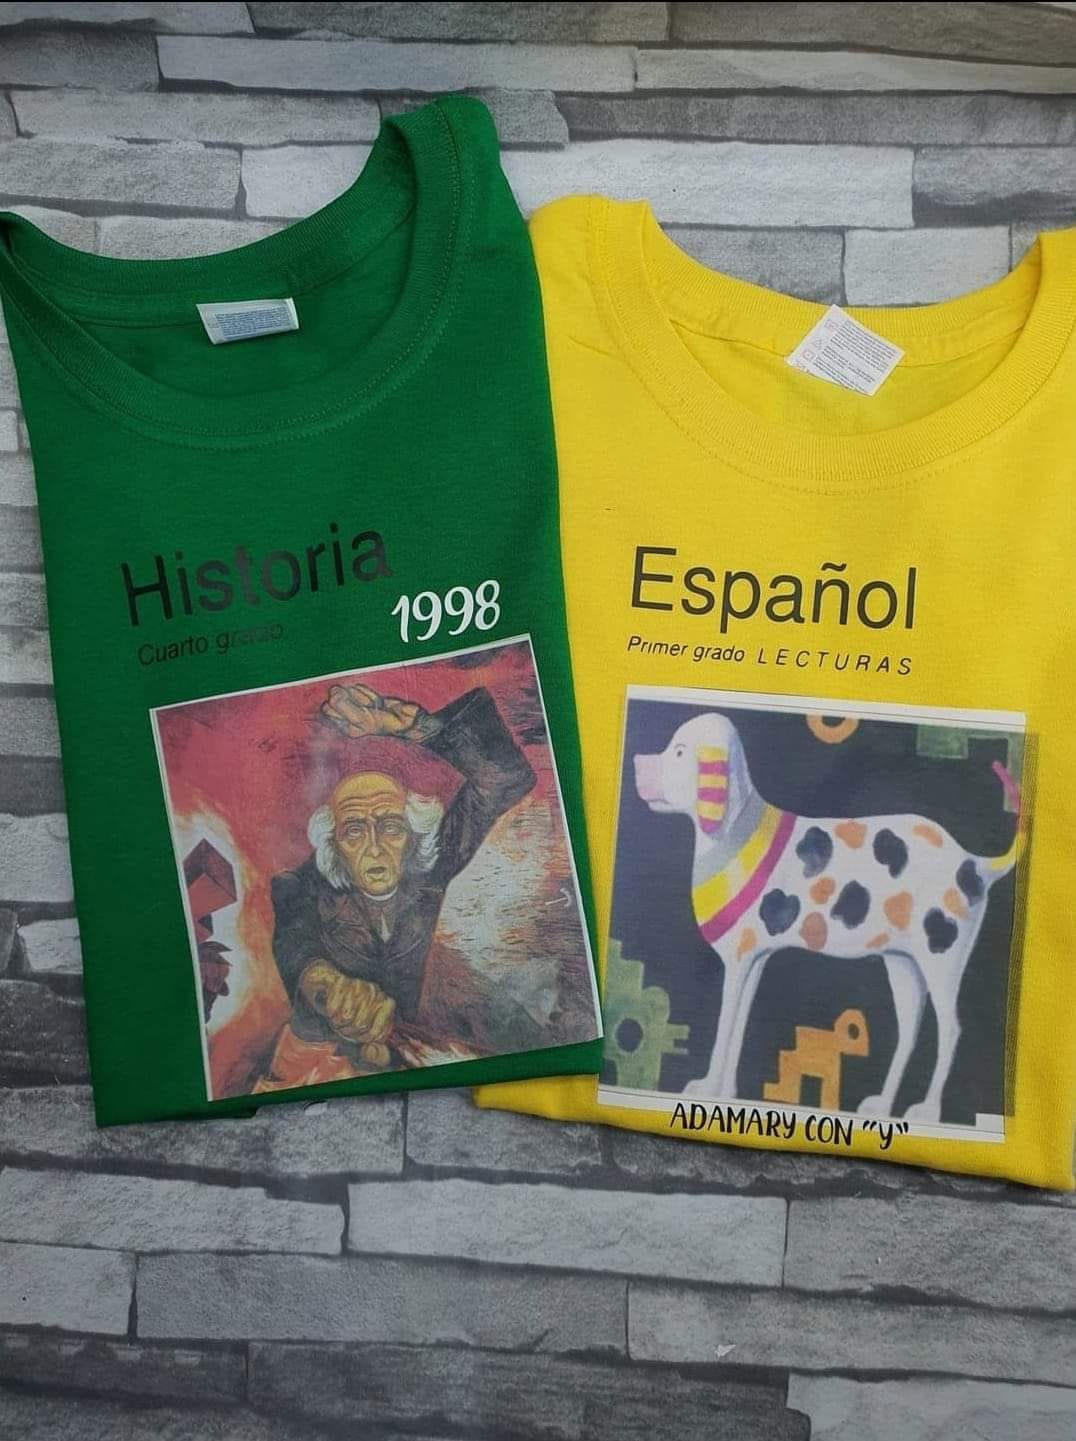 Historia
Cuarto grado
1998
Español
Primer grado LECTURAS
ADAMARY CON "Y"